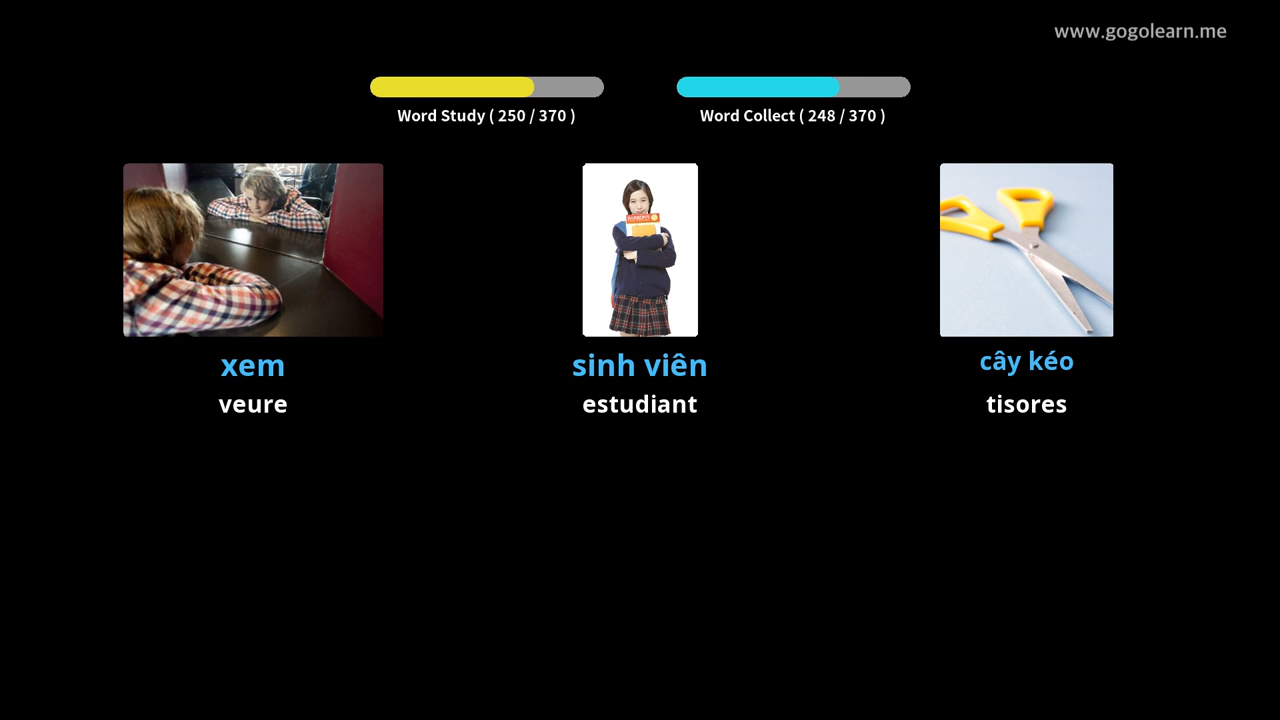 www.gogolearn.me
Word Study ( 250 / 370 )
Word Collect ( 248 / 370 )
xem
sinh viên
cây kéo
veure
estudiant
tisores